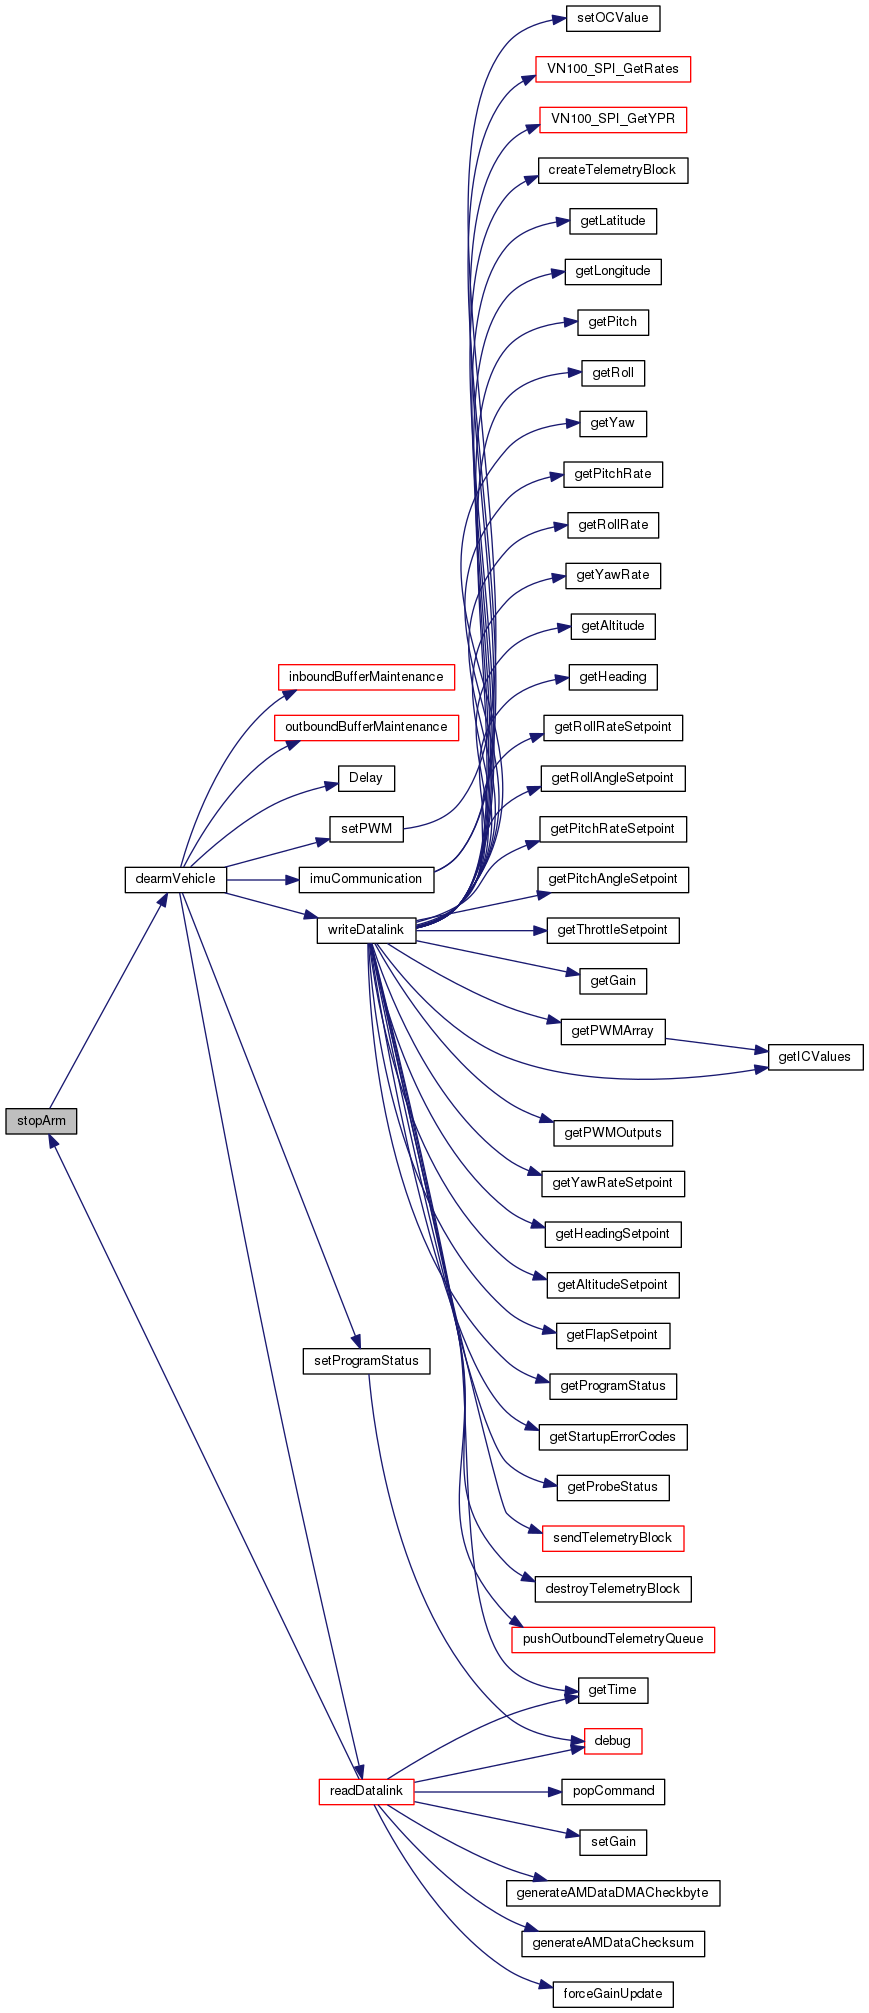 setOCValue
VN100_SPI_GetRates
VN100_SPI_GetYPR
createTelemetryBlock
getLatitude
getLongitude
getPitch
getRoll
getYaw
getPitchRate
getRollRate
getYawRate
getAltitude
getHeading
inboundBufferMaintenance
outboundBufferMaintenance
getRollRateSetpoint
Delay
getRollAngleSetpoint
setPWM
getPitchRateSetpoint
dearmVehicle
imuCommunication
getPitchAngleSetpoint
writeDatalink
getThrottleSetpoint
getGain
getPWMArray
getICValues
stopArm
getPWMOutputs
getYawRateSetpoint
getHeadingSetpoint
getAltitudeSetpoint
getFlapSetpoint
setProgramStatus
getProgramStatus
getStartupErrorCodes
getProbeStatus
sendTelemetryBlock
destroyTelemetryBlock
pushOutboundTelemetryQueue
getTime
debug
readDatalink
popCommand
setGain
generateAMDataDMACheckbyte
generateAMDataChecksum
forceGainUpdate